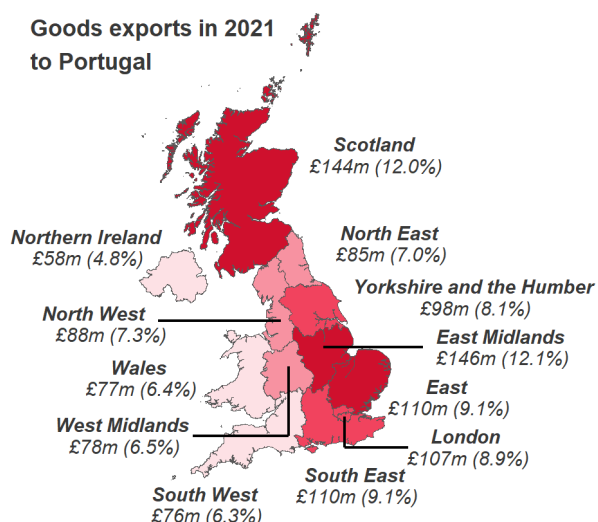 Goods exports in 2021
to Portugal
Scotland
£144m (12.0%)
Northern Ireland
£58m (4.8%)
North East
£85m (7.0%)
Yorkshire and the Humber
£98m (8.1%)
North West
£88m (7.3%)
East Midlands
£146m (12.1%)
Wales
£77m (6.4%)
East
£110m (9.1%)
West Midlands
£78m (6.5%)
London
£107m (8.9%)
South East
£110m (9.1%)
South West
£76m (6.3%)